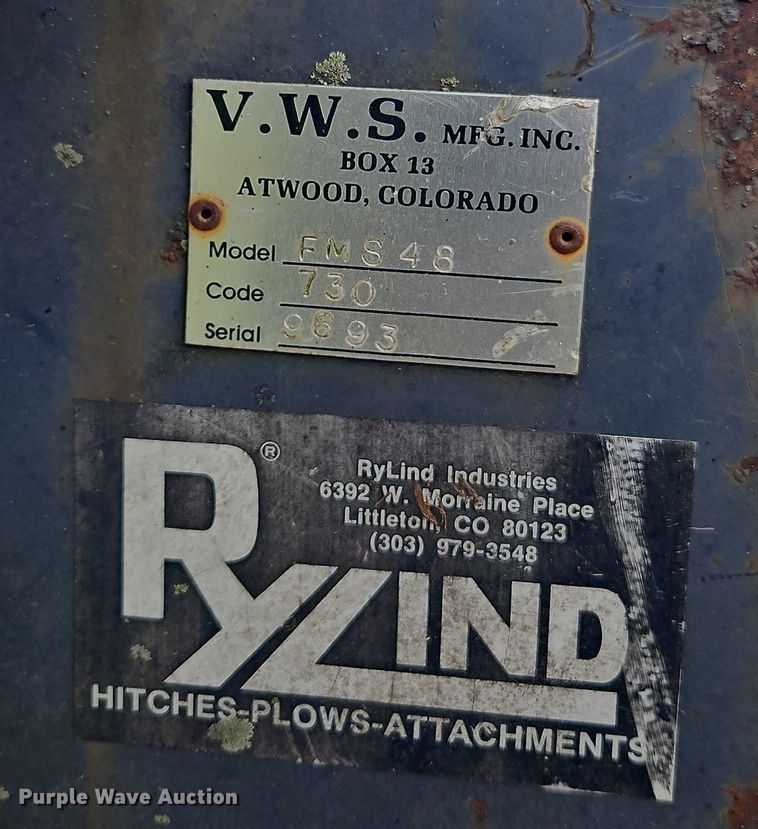 V.W.S. MFG. INC.
BOX 13
ATWOOD, COLORADO
Model FMS48
Code 730
Serial 9693
RYLIND ®
RyLind Industries
6392 W. Morraine Place
Littleton, CO 80123
(303) 979-3548
HITCHES-PLOWS-ATTACHMENTS
Purple Wave Auction